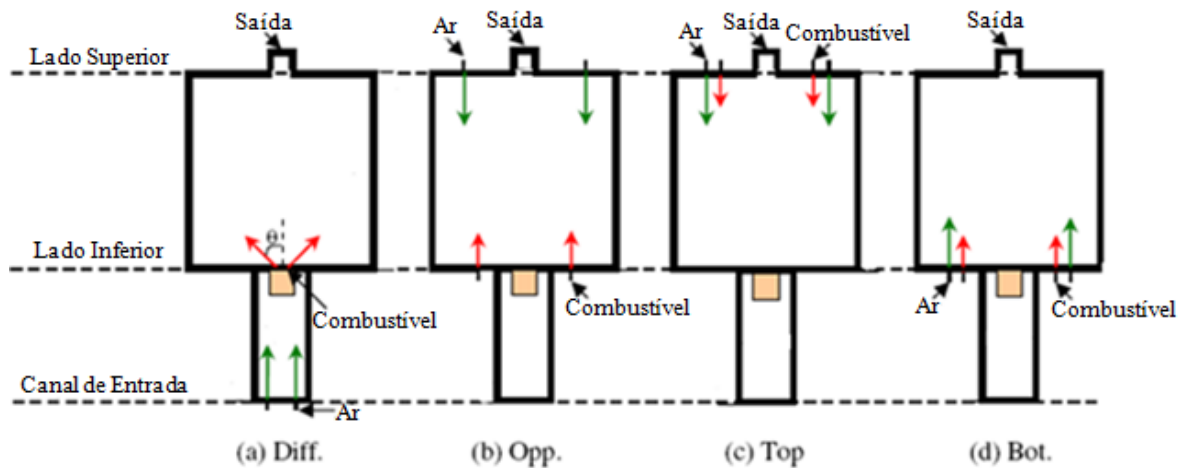 Saída
Ar
Saída
Ar
Saída
Combustível
Saída
Lado Superior
θ
Lado Inferior
Combustível
Combustível
Ar
Combustível
Canal de Entrada
Ar
(a) Diff.
(b) Opp.
(c) Top
(d) Bot.